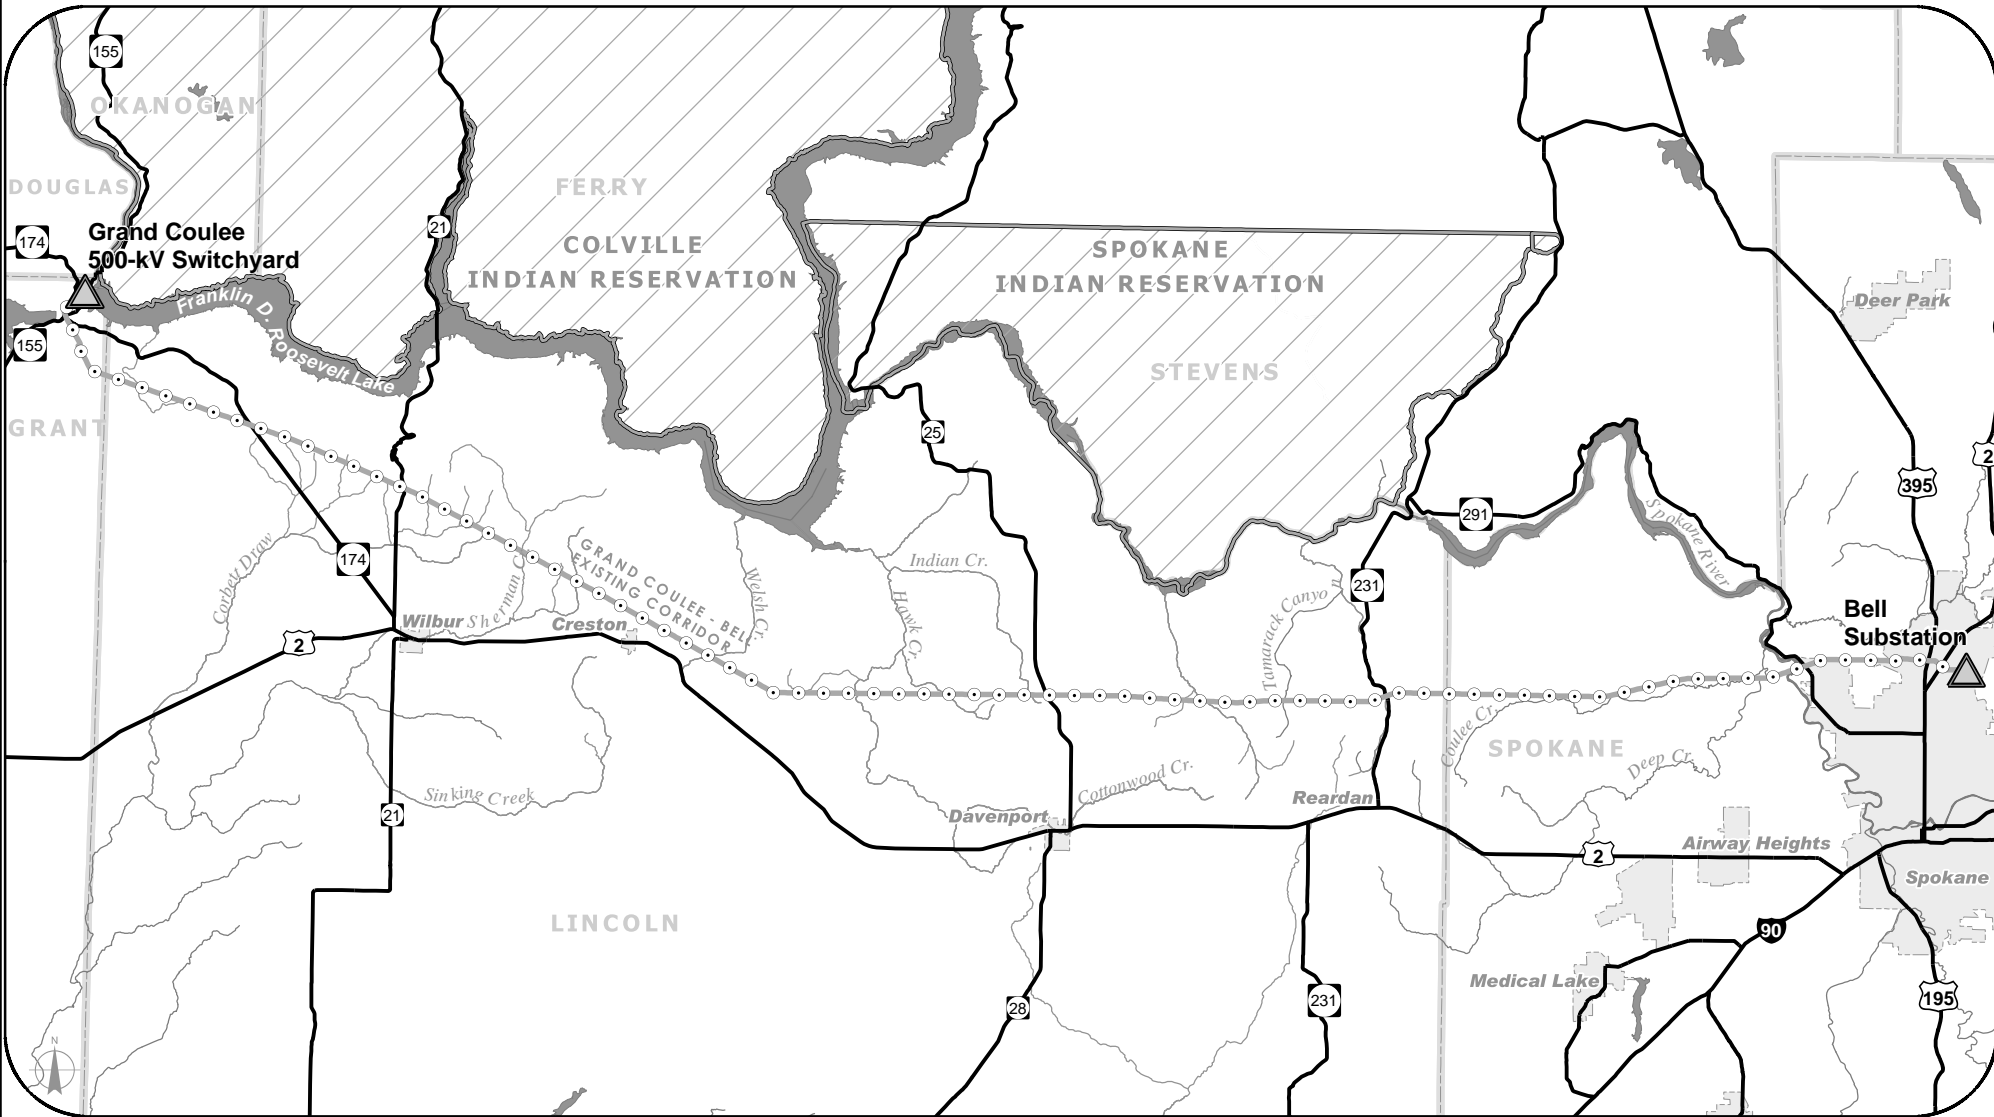 155
OKANOGAN
DOUGLAS
FERRY
174
Grand Coulee
500-kV Switchyard
21
COLVILLE
INDIAN RESERVATION
SPOKANE
INDIAN RESERVATION
Franklin D. Roosevelt Lake
Deer Park
155
STEVENS
GRANT
25
2
395
291
Spokane River
Corbett Draw
174
GRAND COULEE - BELL
EXISTING CORRIDOR
Indian Cr.
Welsh Cr.
Hawk Cr.
Tamarack Canyon
231
Bell
Substation
Wilbur
Sherman Cr.
Creston
2
Coulee Cr.
SPOKANE
Deep Cr.
Sinking Creek
21
Cottonwood Cr.
Davenport
Reardan
Airway Heights
2
Spokane
LINCOLN
90
Medical Lake
28
231
195
N